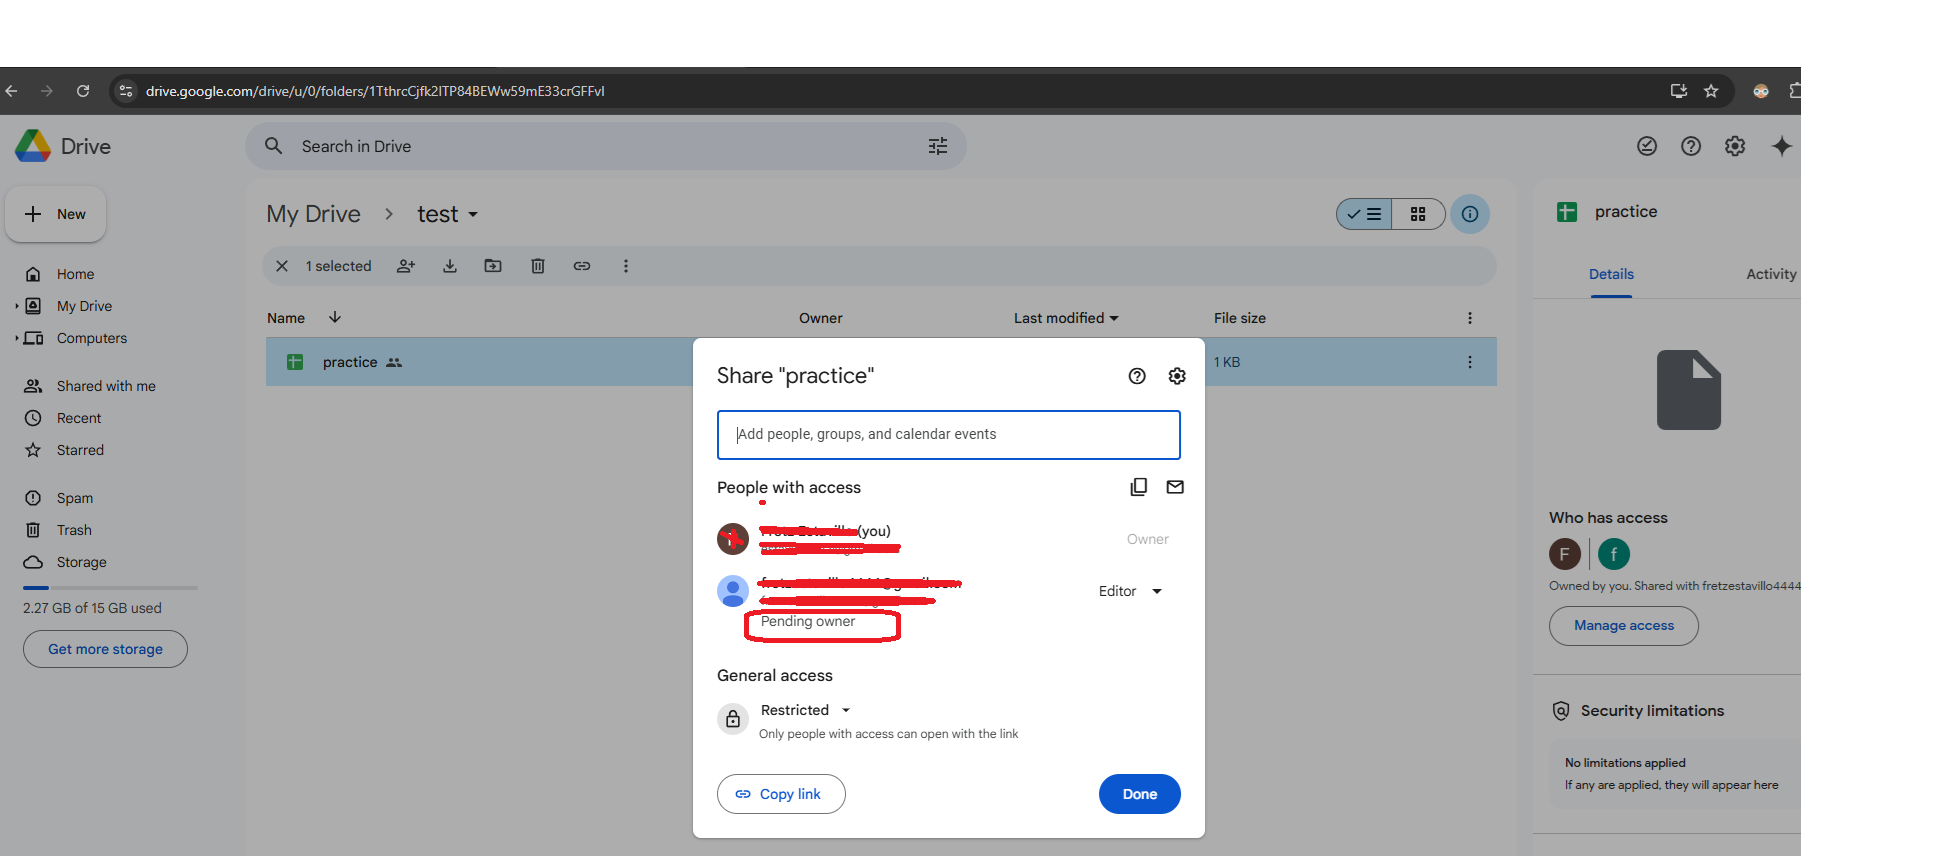 drive.google.com/drive/u/0/folders/1TthrcCjfk2ITP84BEWw59mE33crGFFvI
Drive
Search in Drive
New
Home
My Drive
Computers
Shared with me
Recent
Starred
Spam
Trash
Storage
2.27 GB of 15 GB used
Get more storage
My Drive > test
1 selected
Name Owner Last modified File size
practice 1 KB
Share "practice"
Add people, groups, and calendar events
People with access
(you)
Owner
Editor
Pending owner
General access
Restricted
Only people with access can open with the link
Copy link
Done
practice
Details Activity
Who has access
F f
Owned by you. Shared with fretzestavillo4444
Manage access
Security limitations
No limitations applied
If any are applied, they will appear here